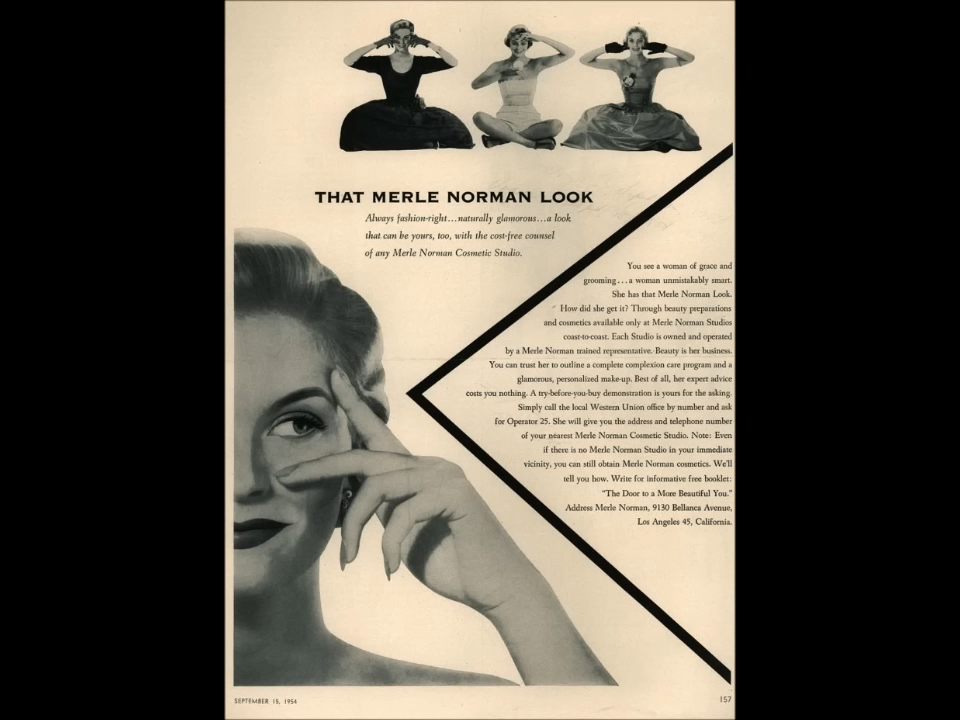 THAT MERLE NORMAN LOOK
Always fashion-right...naturally glamorous...a look
that can be yours, too, with the cost-free counsel
of any Merle Norman Cosmetic Studio.
You see a woman of grace and
grooming...a woman unmistakably smart.
She has that Merle Norman Look.
How did she get it? Through beauty preparations
and cosmetics available only at Merle Norman Studios
coast-to-coast. Each Studio is owned and operated
by a Merle Norman trained representative. Beauty is her business.
You can trust her to outline a complete complexion care program and a
glamorous, personalized make-up. Best of all, her expert advice
costs you nothing. A try-before-you-buy demonstration is yours for the asking.
Simply call the local Western Union office by number and ask
for Operator 25. She will give you the address and telephone number
of your nearest Merle Norman Cosmetic Studio. Note: Even
if there is no Merle Norman Studio in your immediate
vicinity, you can still obtain Merle Norman cosmetics. We'll
tell you how. Write for informative free booklet:
"The Door to a More Beautiful You."
Address Merle Norman, 9130 Bellanca Avenue,
Los Angeles 45, California.
SEPTEMBER 15, 1954
157